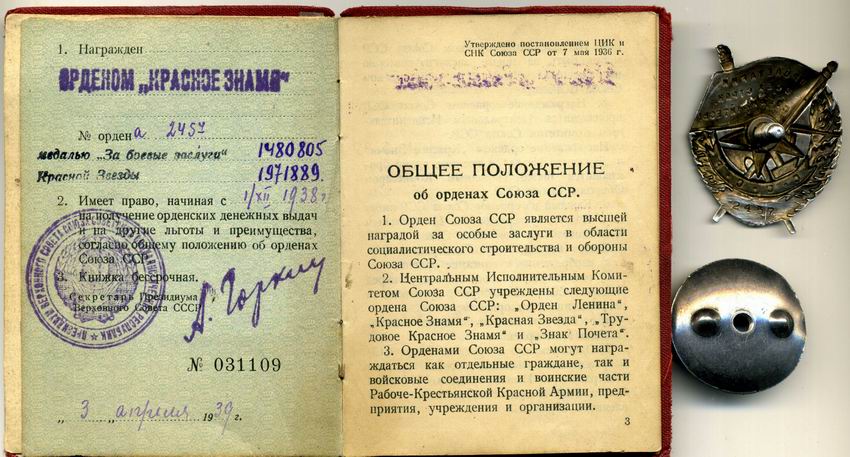 1. Награжден
ОРДЕНОМ „КРАСНОЕ ЗНАМЯ“
№ ордена 2457
медалью „За боевые заслуги“ 1480805
Красной Звезды 1971889.
2. Имеет право, начиная с 1/XII 1938 г.
на получение орденских денежных выдач
и на другие льготы и преимущества,
согласно общему положению об орденах
Союза ССР.
3. Книжка бессрочная.
Секретарь Президиума
Верховного Совета СССР
А. Горкин
№ 031109
„ 3 „ апреля 1939 г.
Утверждено постановлением ЦИК и
СНК Союза ССР от 7 мая 1936 г.
ОБЩЕЕ ПОЛОЖЕНИЕ
об орденах Союза ССР.
1. Орден Союза ССР является высшей
наградой за особые заслуги в области
социалистического строительства и обороны
Союза ССР.
2. Центральным Исполнительным Коми-
тетом Союза ССР учреждены следующие
ордена Союза ССР: „Орден Ленина“,
„Красное Знамя“, „Красная Звезда“, „Тру-
довое Красное Знамя“ и „Знак Почета“.
3. Орденами Союза ССР могут награ-
ждаться как отдельные граждане, так и
войсковые соединения и воинские части
Рабоче-Крестьянской Красной Армии, пред-
приятия, учреждения и организации.
3